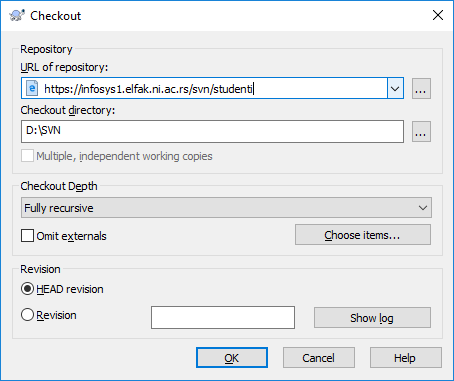 Checkout
Repository
URL of repository:
https://infosys1.elfak.ni.ac.rs/svn/studenti
...
Checkout directory:
D:\SVN
...
Multiple, independent working copies
Checkout Depth
Fully recursive
Omit externals
Choose items...
Revision
HEAD revision
Revision
Show log
OK
Cancel
Help